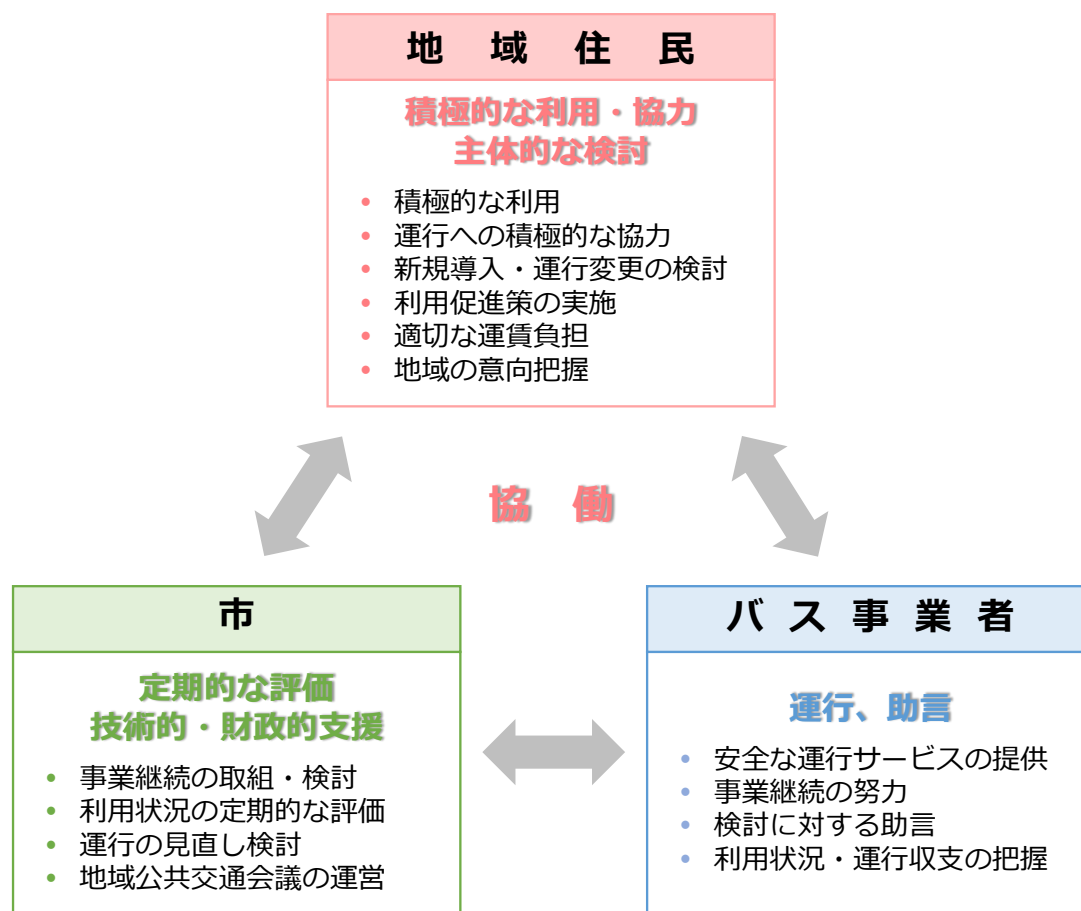 地域住民
積極的な利用・協力
主体的な検討
• 積極的な利用
• 運行への積極的な協力
• 新規導入・運行変更の検討
• 利用促進策の実施
• 適切な運賃負担
• 地域の意向把握
協働
市
定期的な評価
技術的・財政的支援
• 事業継続の取組・検討
• 利用状況の定期的な評価
• 運行の見直し検討
• 地域公共交通会議の運営
バス事業者
運行、助言
• 安全な運行サービスの提供
• 事業継続の努力
• 検討に対する助言
• 利用状況・運行収支の把握